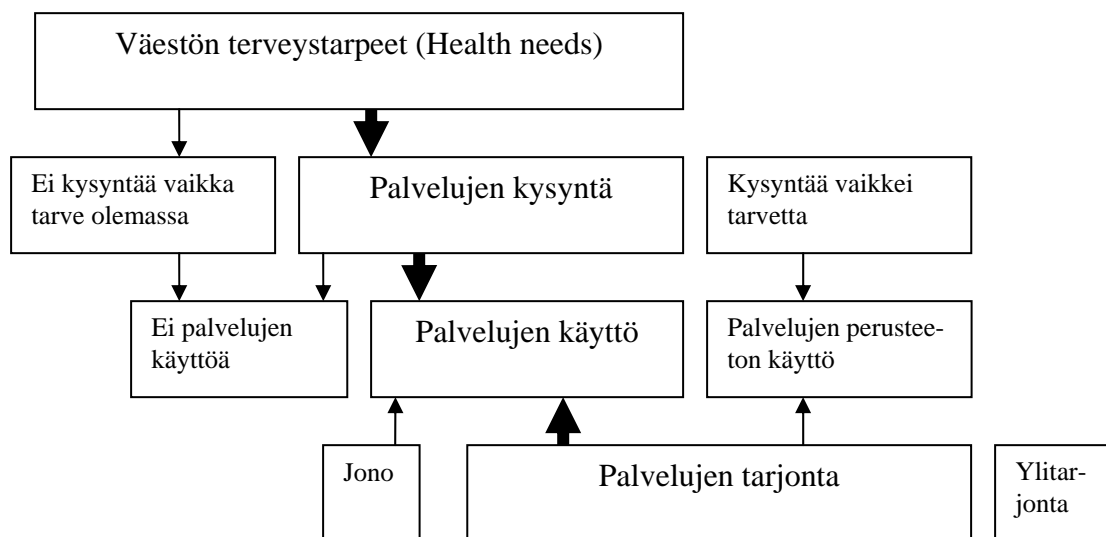 Väestön terveystarpeet (Health needs)
Ei kysyntää vaikka
tarve olemassa
Palvelujen kysyntä
Kysyntää vaikkei
tarvetta
Ei palvelujen
käyttöä
Palvelujen käyttö
Palvelujen perustee-
ton käyttö
Jono
Palvelujen tarjonta
Ylitar-
jonta